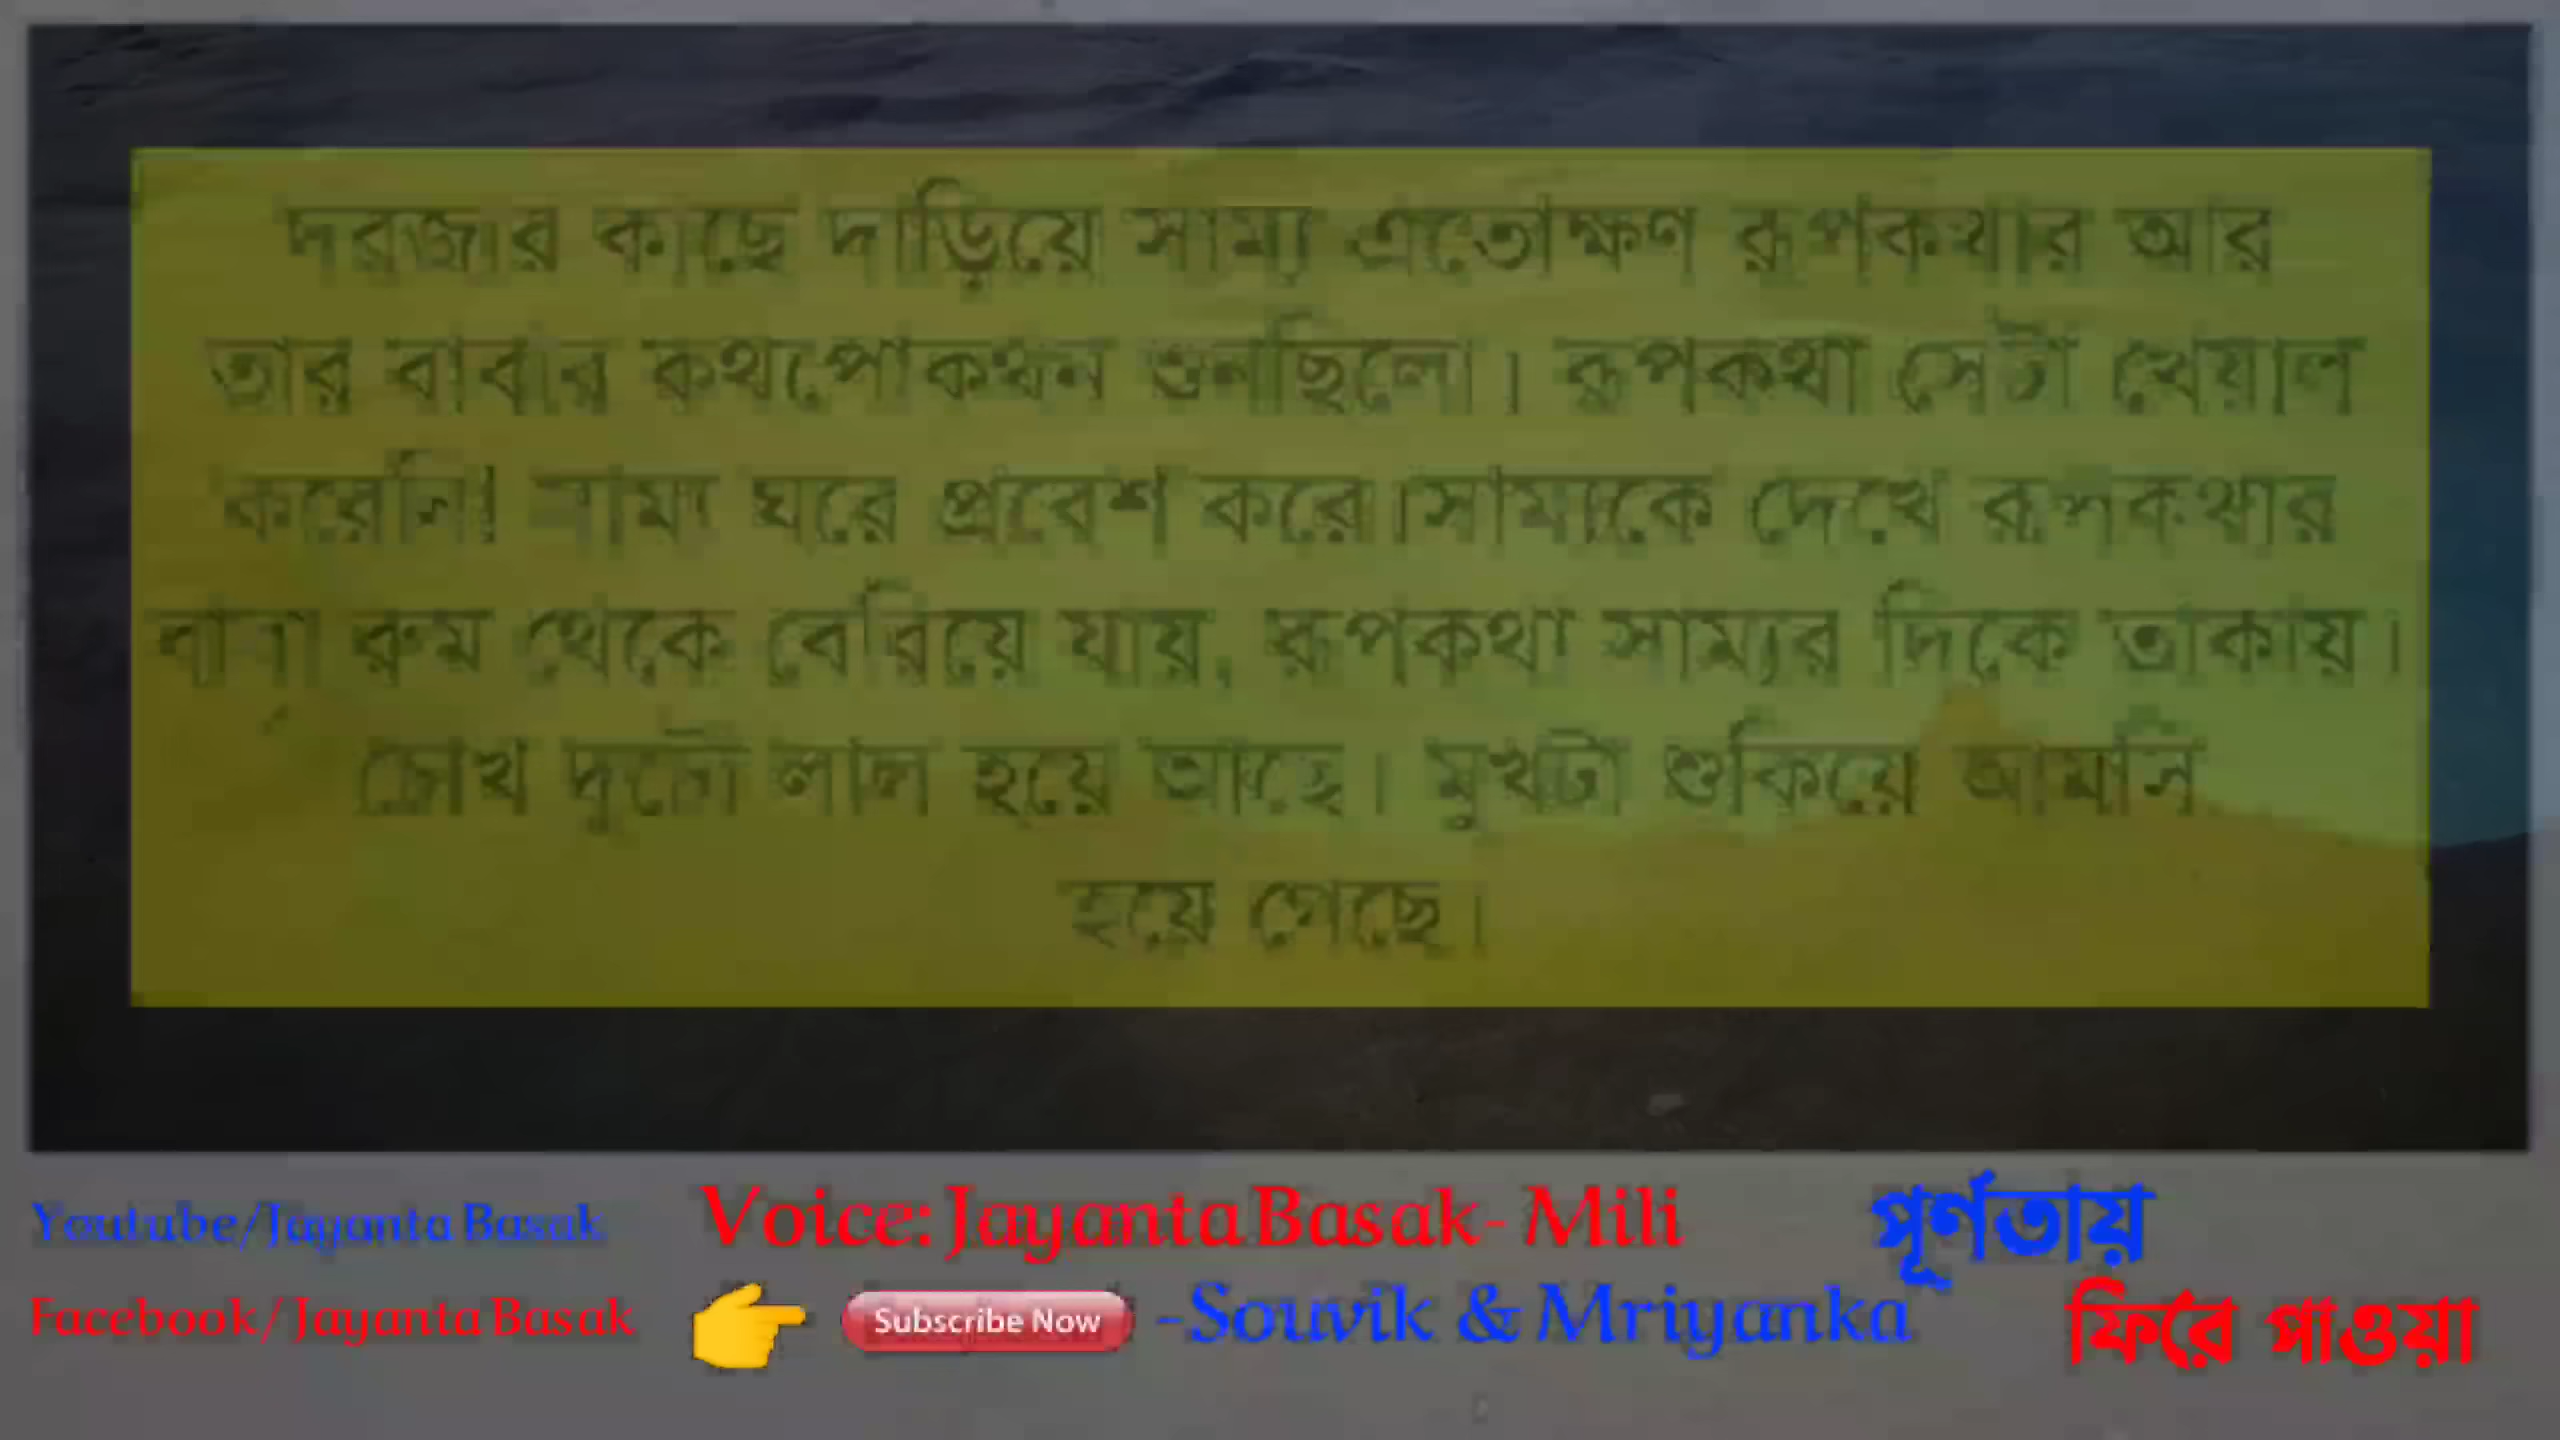 দরজার কাছে দাড়িয়ে সাম্য এতোক্ষণ রূপকথার আর
তার বাবার কথপোকথন শুনছিলো। রূপকথা সেটা খেয়াল
করেনি। সাম্য ঘরে প্রবেশ করে।সাম্যকে দেখে রূপকথার
বাবা রুম থেকে বেরিয়ে যায়, রূপকথা সাম্যর দিকে তাকায়।
চোখ দুটো লাল হয়ে আছে। মুখটা শুকিয়ে আমসি
হয়ে গেছে।
Youtube/Jayanta Basak
Voice: Jayanta Basak- Mili
পূর্ণতায়
Facebook/Jayanta Basak
Subscribe Now
-Souvik & Mriyanka
ফিরে পাওয়া